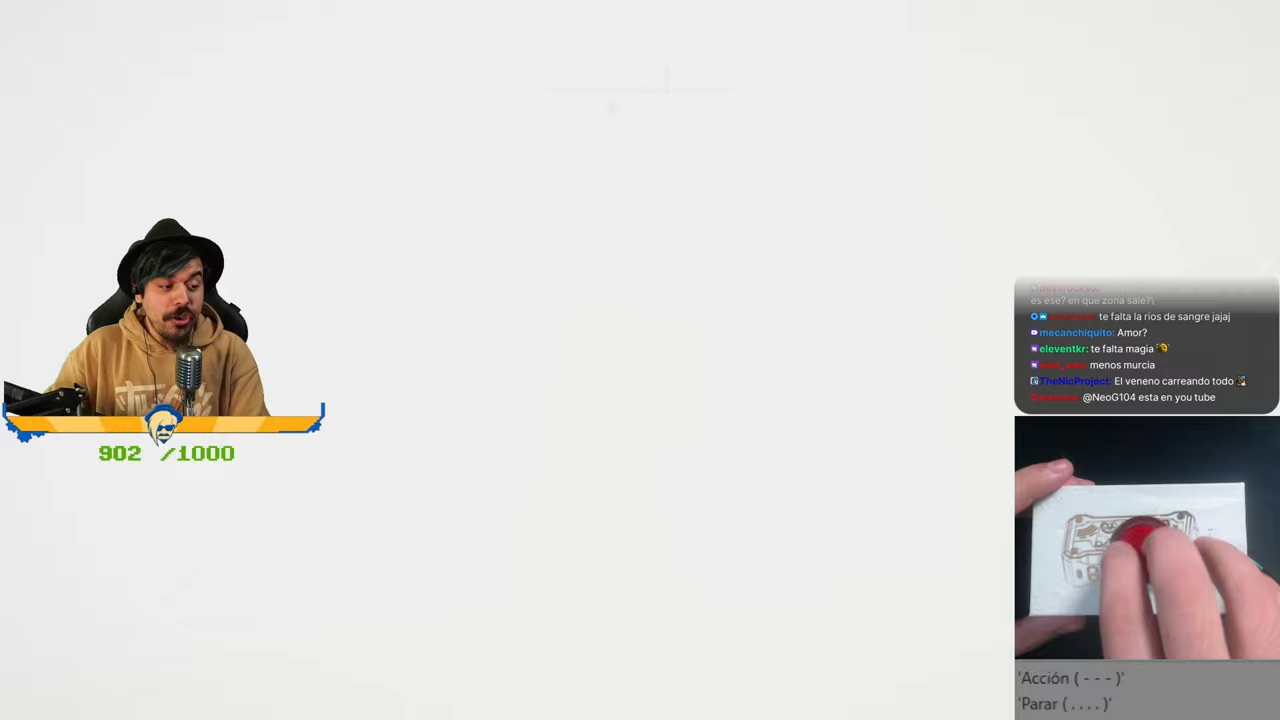 es ese? en que zona sale?\
te falta la rios de sangre jajaj
mecanchiquito: Amor?
eleventkr: te falta magia
menos murcia
TheNicProject: El veneno carreando todo
@NeoG104 esta en you tube
902 /1000
'Acción ( - - - )'
'Parar ( . . . . )'